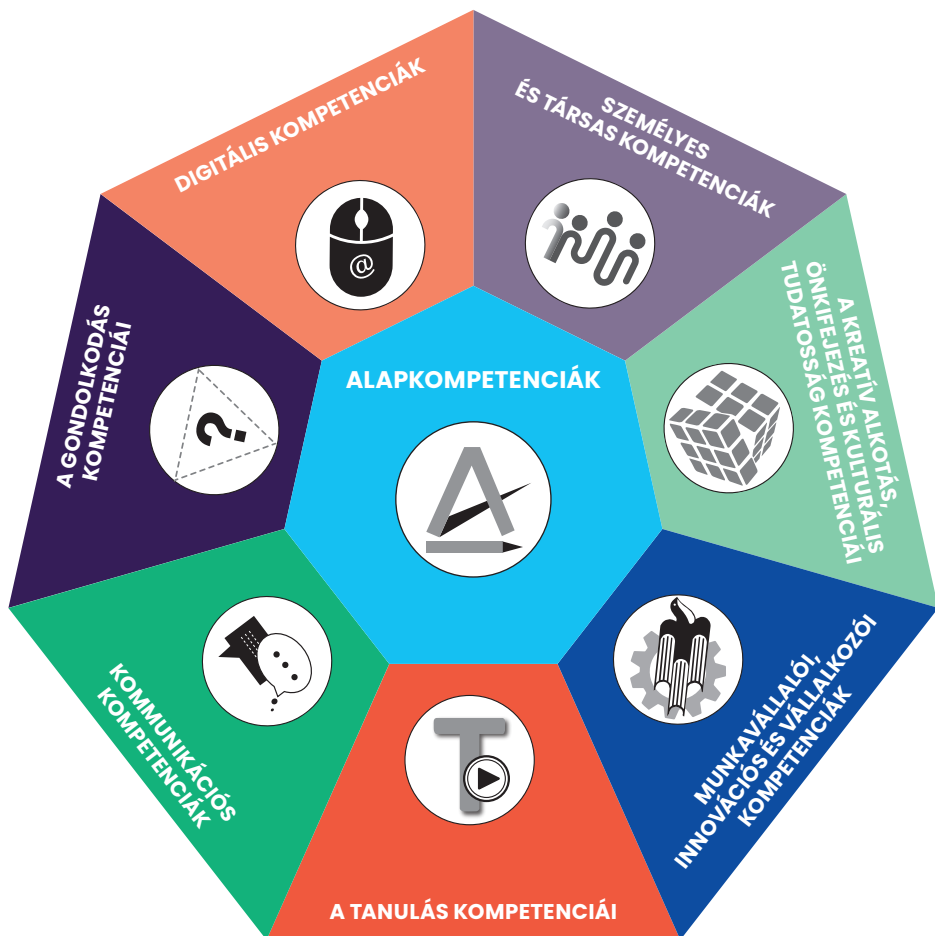 DIGITÁLIS KOMPETENCIÁK
SZEMÉLYES
ÉS TÁRSAS KOMPETENCIÁK
A KREATÍV ALKOTÁS,
ÖNKIFEJEZÉS ÉS KULTURÁLIS
TUDATOSSÁG KOMPETENCIÁI
MUNKAVÁLLALÓI,
INNOVÁCIÓS ÉS VÁLLALKOZÓI
KOMPETENCIÁK
A TANULÁS KOMPETENCIÁI
KOMMUNIKÁCIÓS
KOMPETENCIÁK
A GONDOLKODÁS
KOMPETENCIÁI
ALAPKOMPETENCIÁK
@
?
A
T